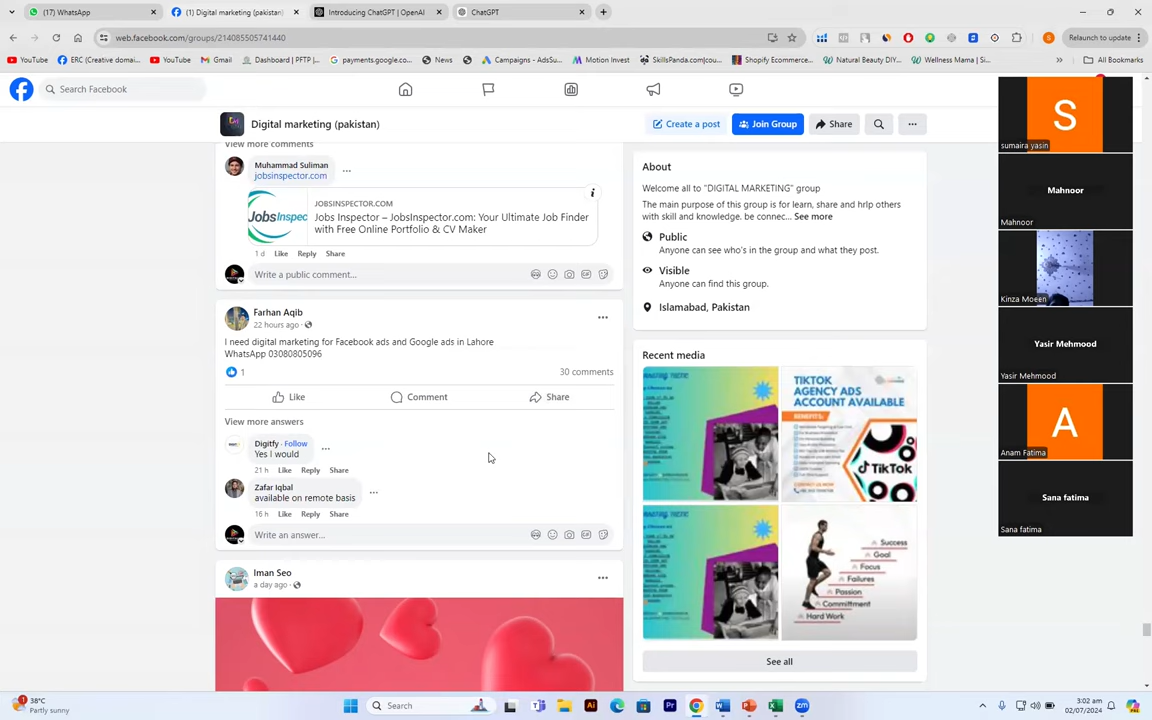 (17) WhatsApp
(1) Digital marketing (pakistan)
Introducing ChatGPT | OpenAI
ChatGPT
web.facebook.com/groups/214085505741440
Relaunch to update
YouTube
ERC (Creative domai...
YouTube
Gmail
Dashboard | PFTP |...
payments.google.co...
News
Campaigns - AdsSu...
Motion Invest
SkillsPanda.com|cou...
Shopify Ecommerce...
Natural Beauty DIY...
Wellness Mama | Si...
All Bookmarks
Search Facebook
Digital marketing (pakistan)
Create a post
Join Group
Share
View more comments
Muhammad Suliman
jobsinspector.com
JobsInspec
JOBSINSPECTOR.COM
Jobs Inspector – JobsInspector.com: Your Ultimate Job Finder
with Free Online Portfolio & CV Maker
1 d Like Reply Share
Write a public comment...
Farhan Aqib
22 hours ago
I need digital marketing for Facebook ads and Google ads in Lahore
WhatsApp 03080805096
1
30 comments
Like
Comment
Share
View more answers
Digitfy · Follow
Yes I would
21 h Like Reply Share
Zafar Iqbal
available on remote basis
16 h Like Reply Share
Write an answer...
Iman Seo
a day ago
About
Welcome all to "DIGITAL MARKETING" group
The main purpose of this group is for learn, share and hrlp others
with skill and knowledge. be connec... See more
Public
Anyone can see who's in the group and what they post.
Visible
Anyone can find this group.
Islamabad, Pakistan
Recent media
TIKTOK
AGENCY ADS
ACCOUNT AVAILABLE
BENEFITS:
TikTok
Success
Goal
Focus
Failures
Passion
Committment
Hard Work
See all
S
sumaira yasin
Mahnoor
Mahnoor
Kinza Moeen
Yasir Mehmood
Yasir Mehmood
A
Anam Fatima
Sana fatima
Sana fatima
38°C
Partly sunny
Search
3:02 am
02/07/2024